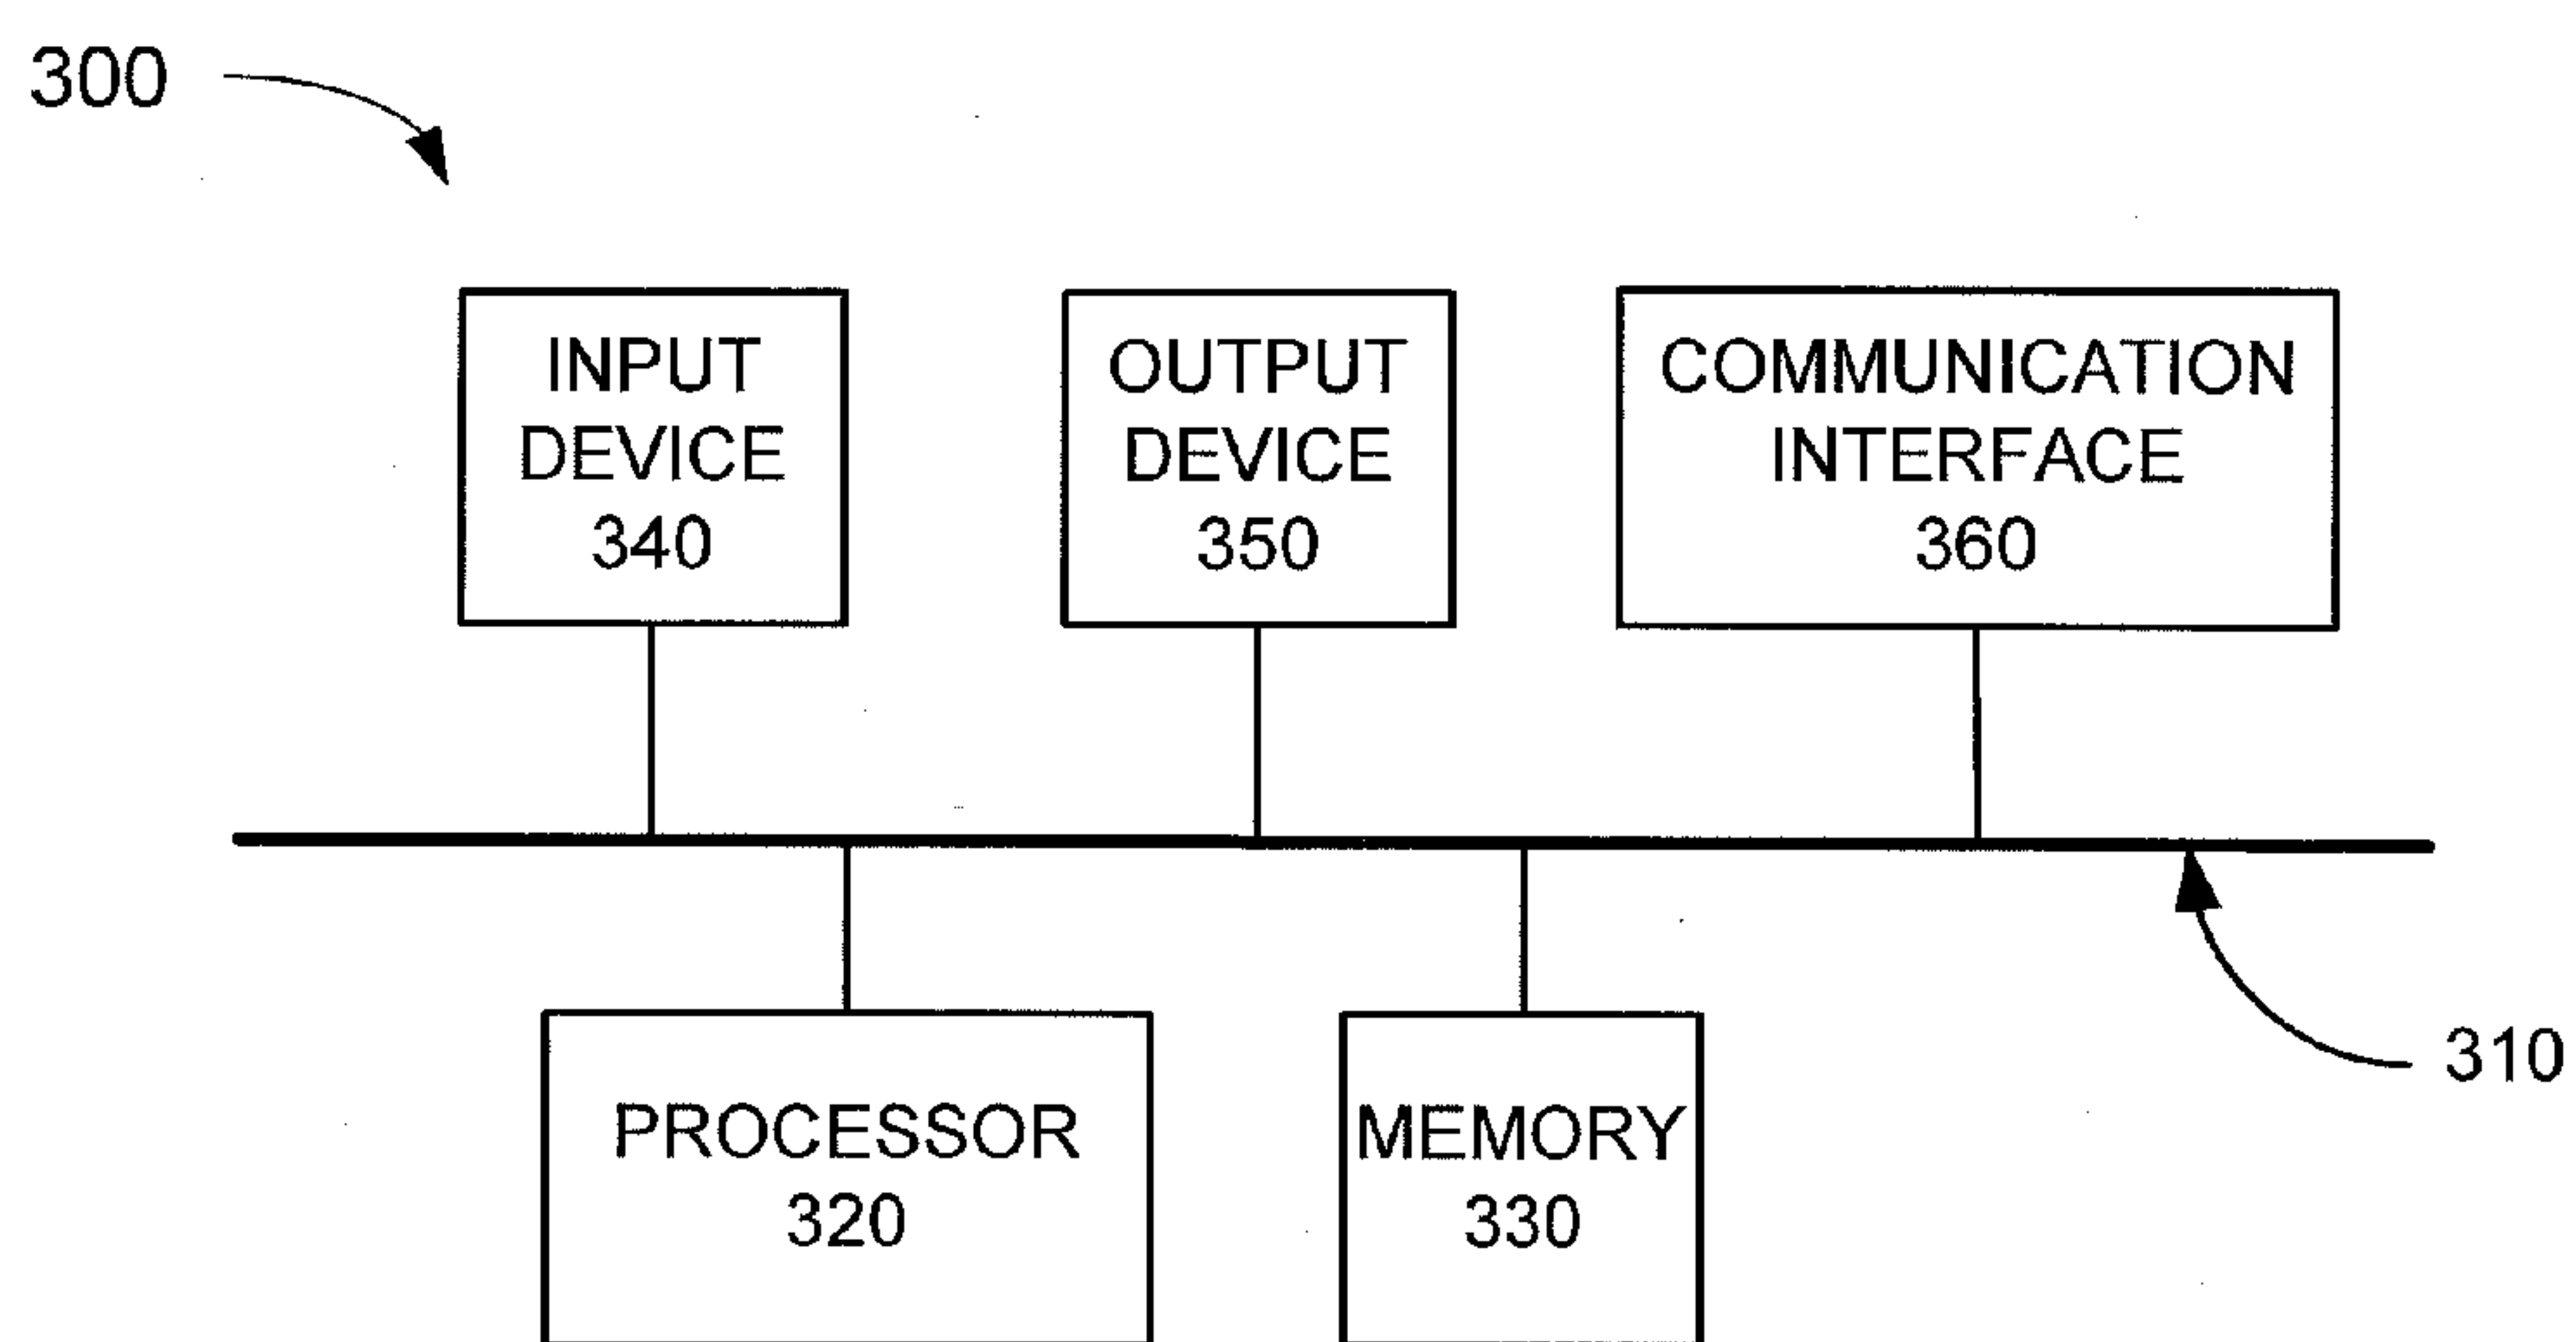 300
INPUT
DEVICE
340
OUTPUT
DEVICE
350
COMMUNICATION
INTERFACE
360
310
PROCESSOR
320
MEMORY
330